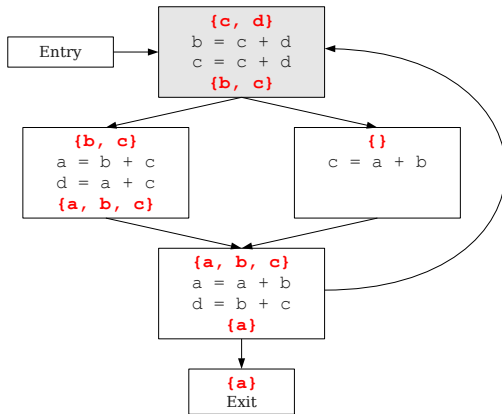 {c, d}
Entry
b = c + d
c = c + d
{b, c}
{b, c}
a = b + c
d = a + c
{a, b, c}
{}
c = a + b
{a, b, c}
a = a + b
d = b + c
{a}
{a}
Exit